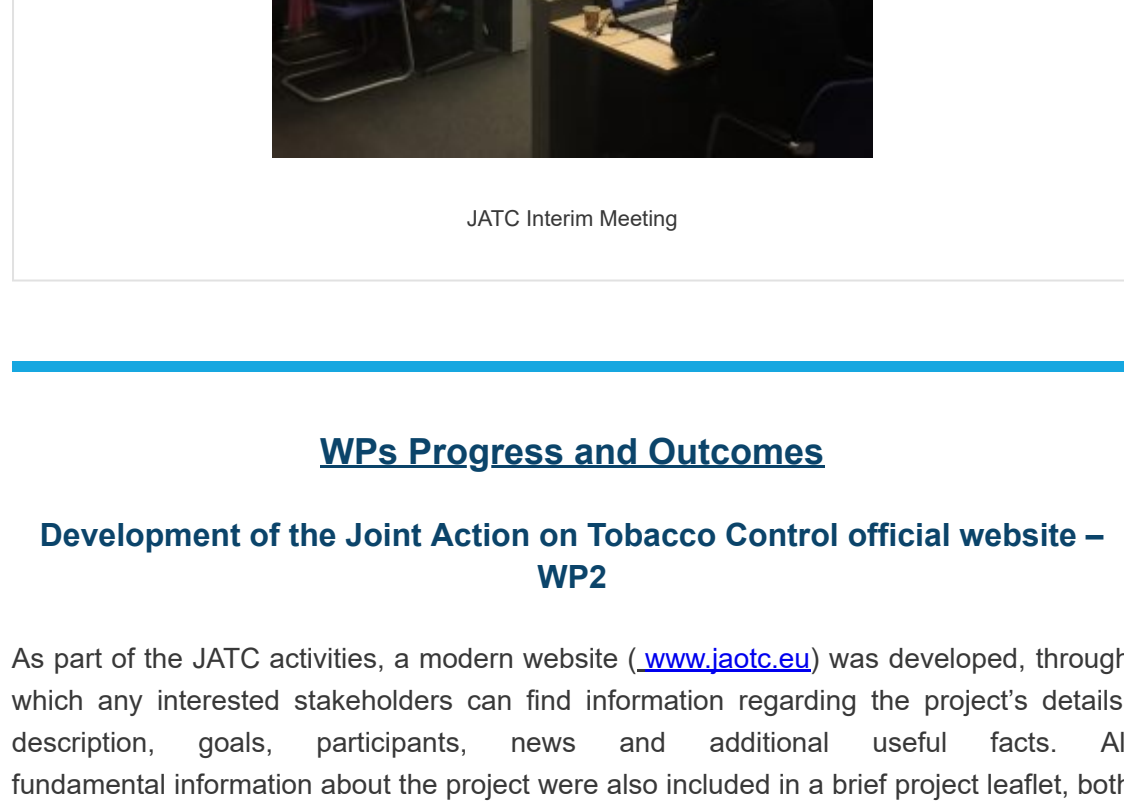 JATC Interim Meeting
WPs Progress and Outcomes
Development of the Joint Action on Tobacco Control official website –
WP2
As part of the JATC activities, a modern website ( www.jaotc.eu) was developed, through
which any interested stakeholders can find information regarding the project’s details
description, goals, participants, news and additional useful facts. Al
fundamental information about the project were also included in a brief project leaflet, both